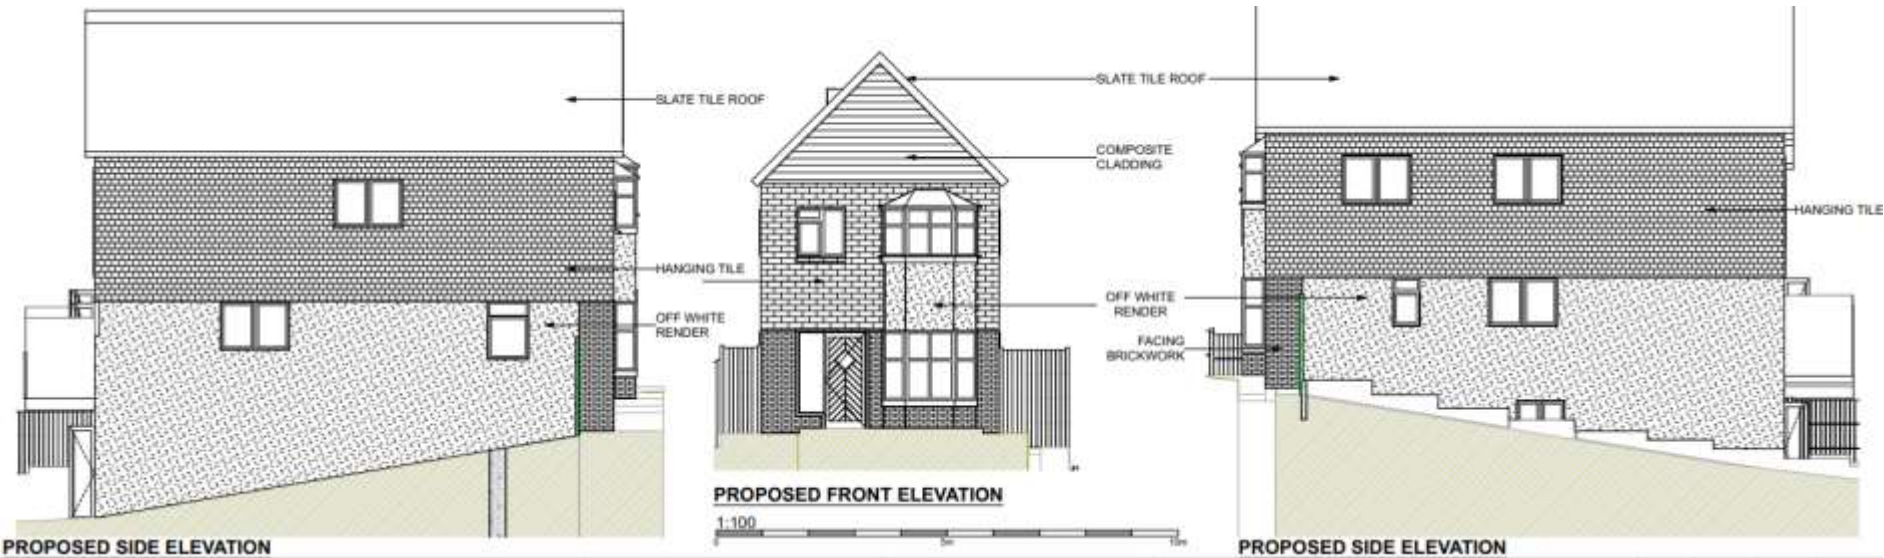 SLATE TILE ROOF
HANGING TILE
OFF WHITE
RENDER
PROPOSED SIDE ELEVATION
SLATE TILE ROOF
COMPOSITE
CLADDING
OFF WHITE
RENDER
FACING
BRICKWORK
HANGING TILE
PROPOSED FRONT ELEVATION
1:100
0 5m 10m
PROPOSED SIDE ELEVATION